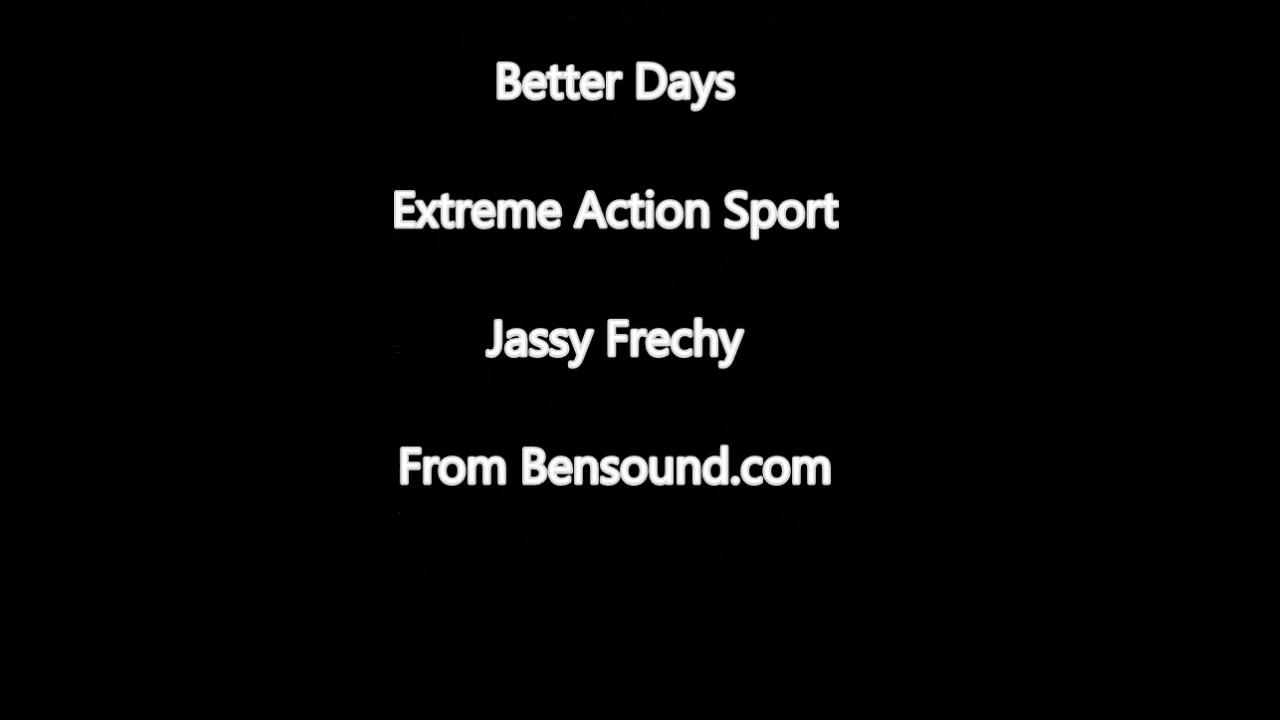 Better Days
Extreme Action Sport
Jassy Frechy
From Bensound.com